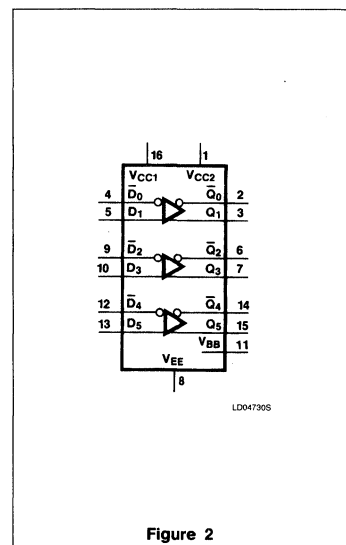 16 1
VCC1 VCC2
4 D̅0 Q̅0 2
5 D1 Q1 3
9 D̅2 Q̅2 6
10 D3 Q3 7
12 D̅4 Q̅4 14
13 D5 Q5 15
VBB 11
VEE
8
LD04730S
Figure 2